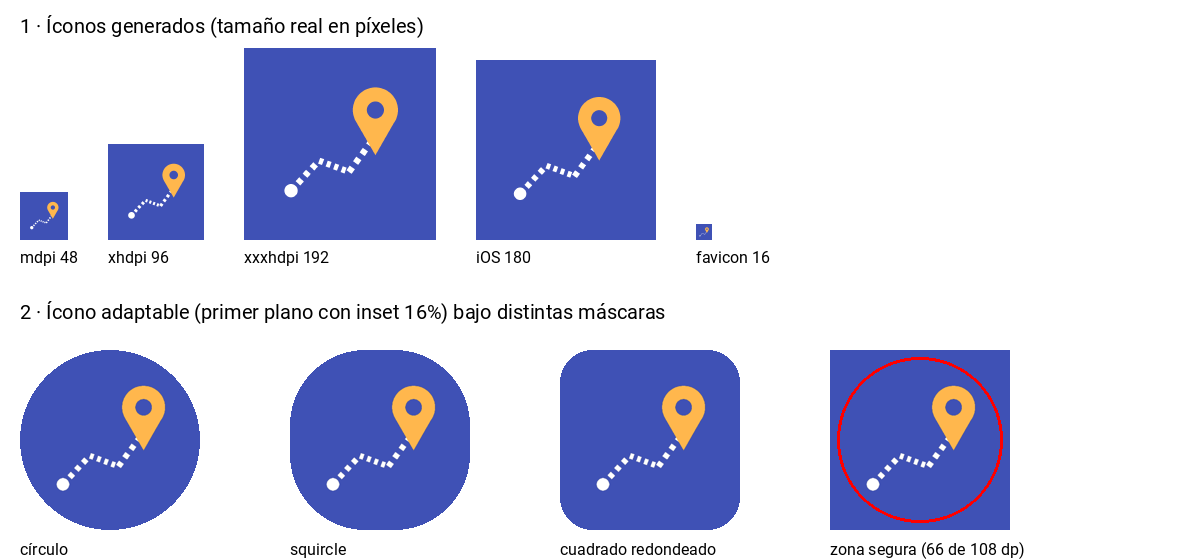 1 · Íconos generados (tamaño real en píxeles)
mdpi 48 xhdpi 96 xxxhdpi 192 iOS 180 favicon 16
2 · Ícono adaptable (primer plano con inset 16%) bajo distintas máscaras
círculo squircle cuadrado redondeado zona segura (66 de 108 dp)